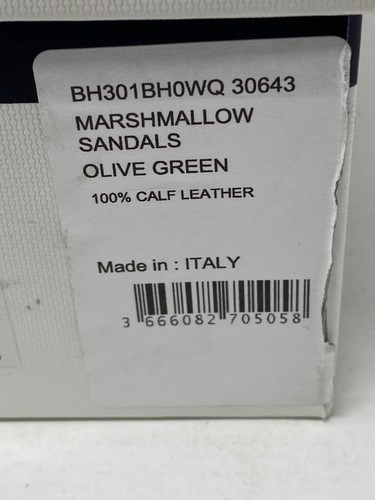 BH301BH0WQ 30643
MARSHMALLOW
SANDALS
OLIVE GREEN
100% CALF LEATHER
Made in : ITALY
3 666082 705058